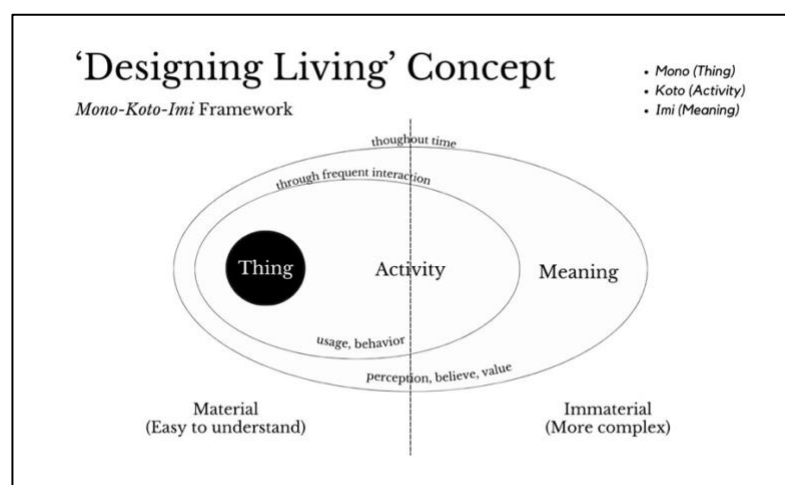 ‘Designing Living’ Concept
Mono-Koto-Imi Framework
• Mono (Thing)
• Koto (Activity)
• Imi (Meaning)
thoughout time
through frequent interaction
Thing
Activity
Meaning
usage, behavior
perception, believe, value
Material
(Easy to understand)
Immaterial
(More complex)